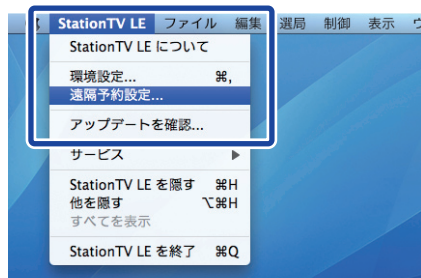 StationTV LE ファイル 編集 選局 制御 表示
StationTV LE について
環境設定... ⌘,
遠隔予約設定...
アップデートを確認...
サービス ▶
StationTV LE を隠す ⌘H
他を隠す ⌥⌘H
すべてを表示
StationTV LE を終了 ⌘Q